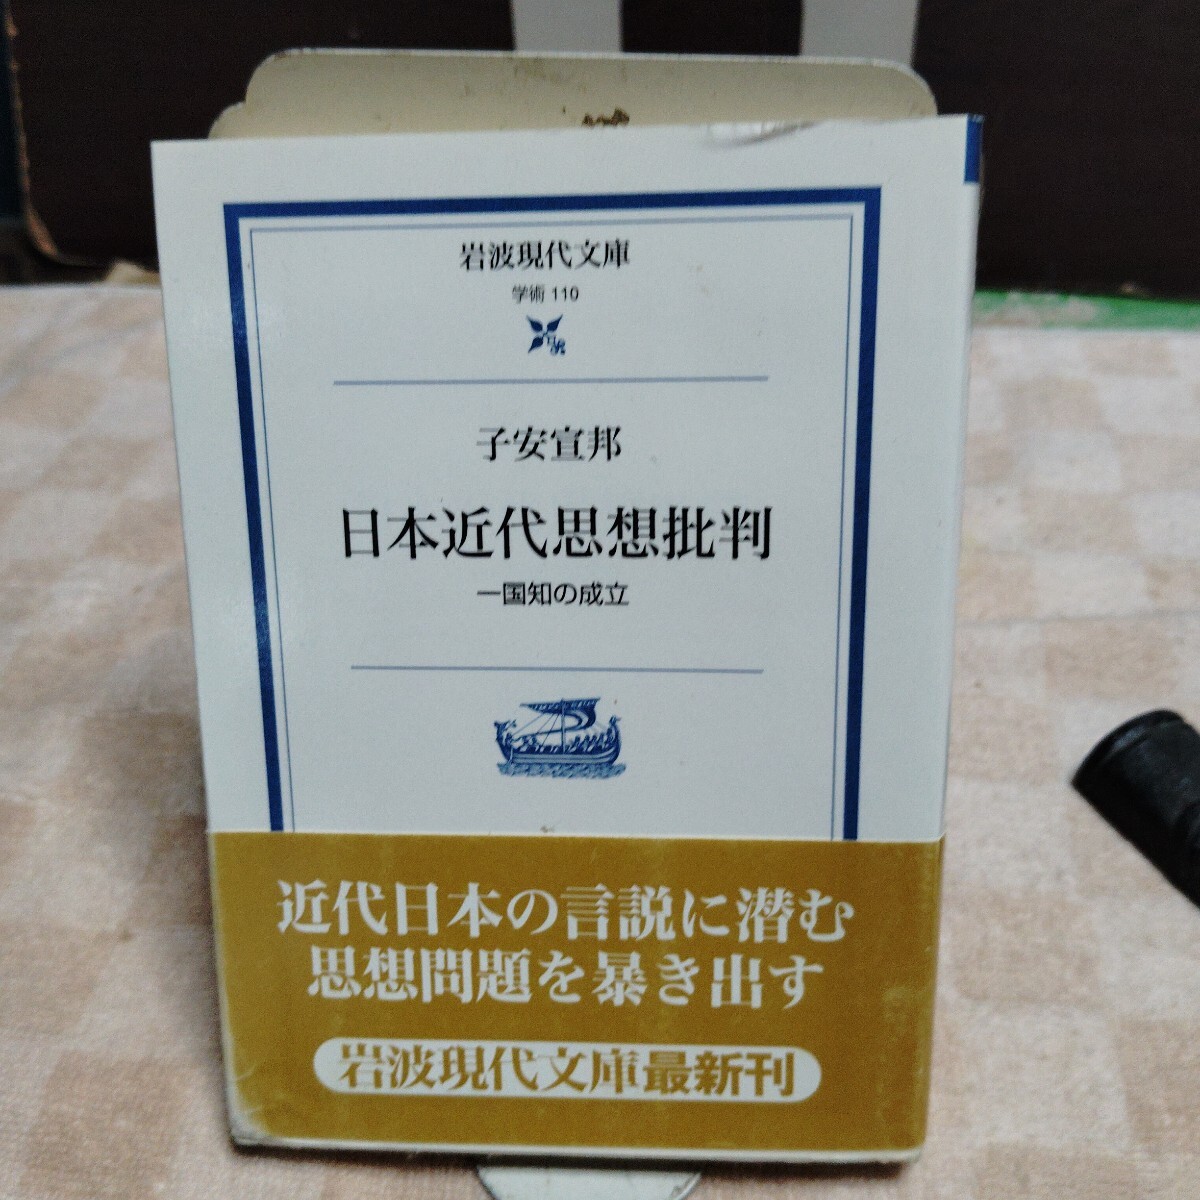 岩波現代文庫
学術 110
子安宣邦
日本近代思想批判
一国知の成立
近代日本の言説に潜む
思想問題を暴き出す
岩波現代文庫最新刊